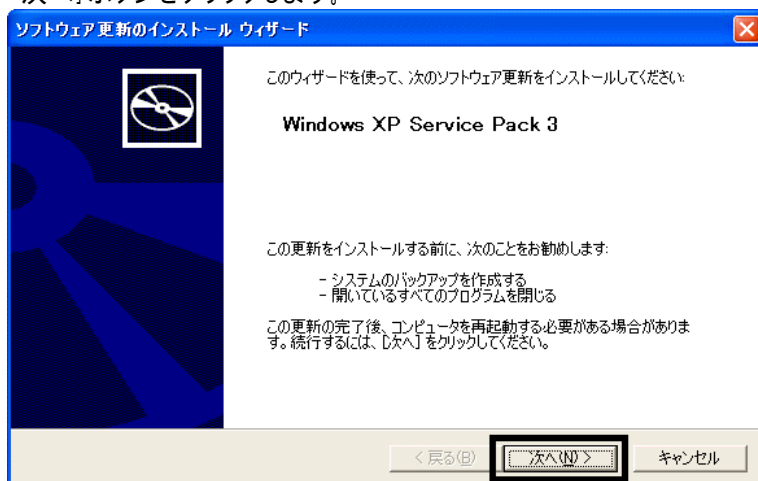 ソフトウェア更新のインストール ウィザード
このウィザードを使って、次のソフトウェア更新をインストールしてください:
Windows XP Service Pack 3
この更新をインストールする前に、次のことをお勧めします:
- システムのバックアップを作成する
- 開いているすべてのプログラムを閉じる
この更新の完了後、コンピュータを再起動する必要がある場合がありま
す。続行するには、[次へ] をクリックしてください。
< 戻る(B)
次へ(N) >
キャンセル